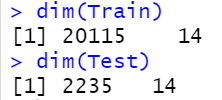 > dim(Train)
[1] 20115    14
> dim(Test)
[1] 2235   14